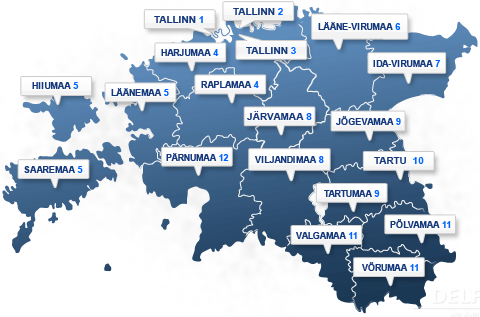 TALLINN 1
TALLINN 2
LÄÄNE-VIRUMAA 6
HARJUMAA 4
TALLINN 3
IDA-VIRUMAA 7
HIIUMAA 5
LÄÄNEMAA 5
RAPLAMAA 4
JÄRVAMAA 8
JÕGEVAMAA 9
PÄRNUMAA 12
VILJANDIMAA 8
TARTU 10
SAAREMAA 5
TARTUMAA 9
PÕLVAMAA 11
VALGAMAA 11
VÕRUMAA 11
DELF